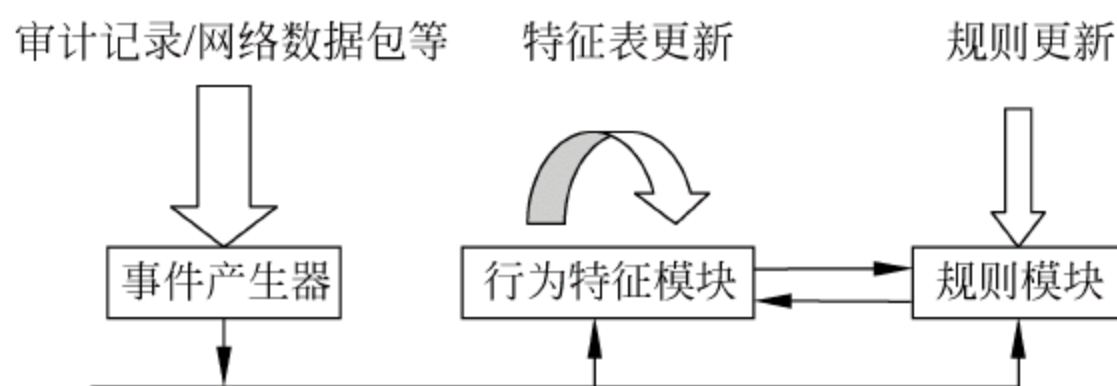 审计记录/网络数据包等
特征表更新
规则更新
事件产生器
行为特征模块
规则模块